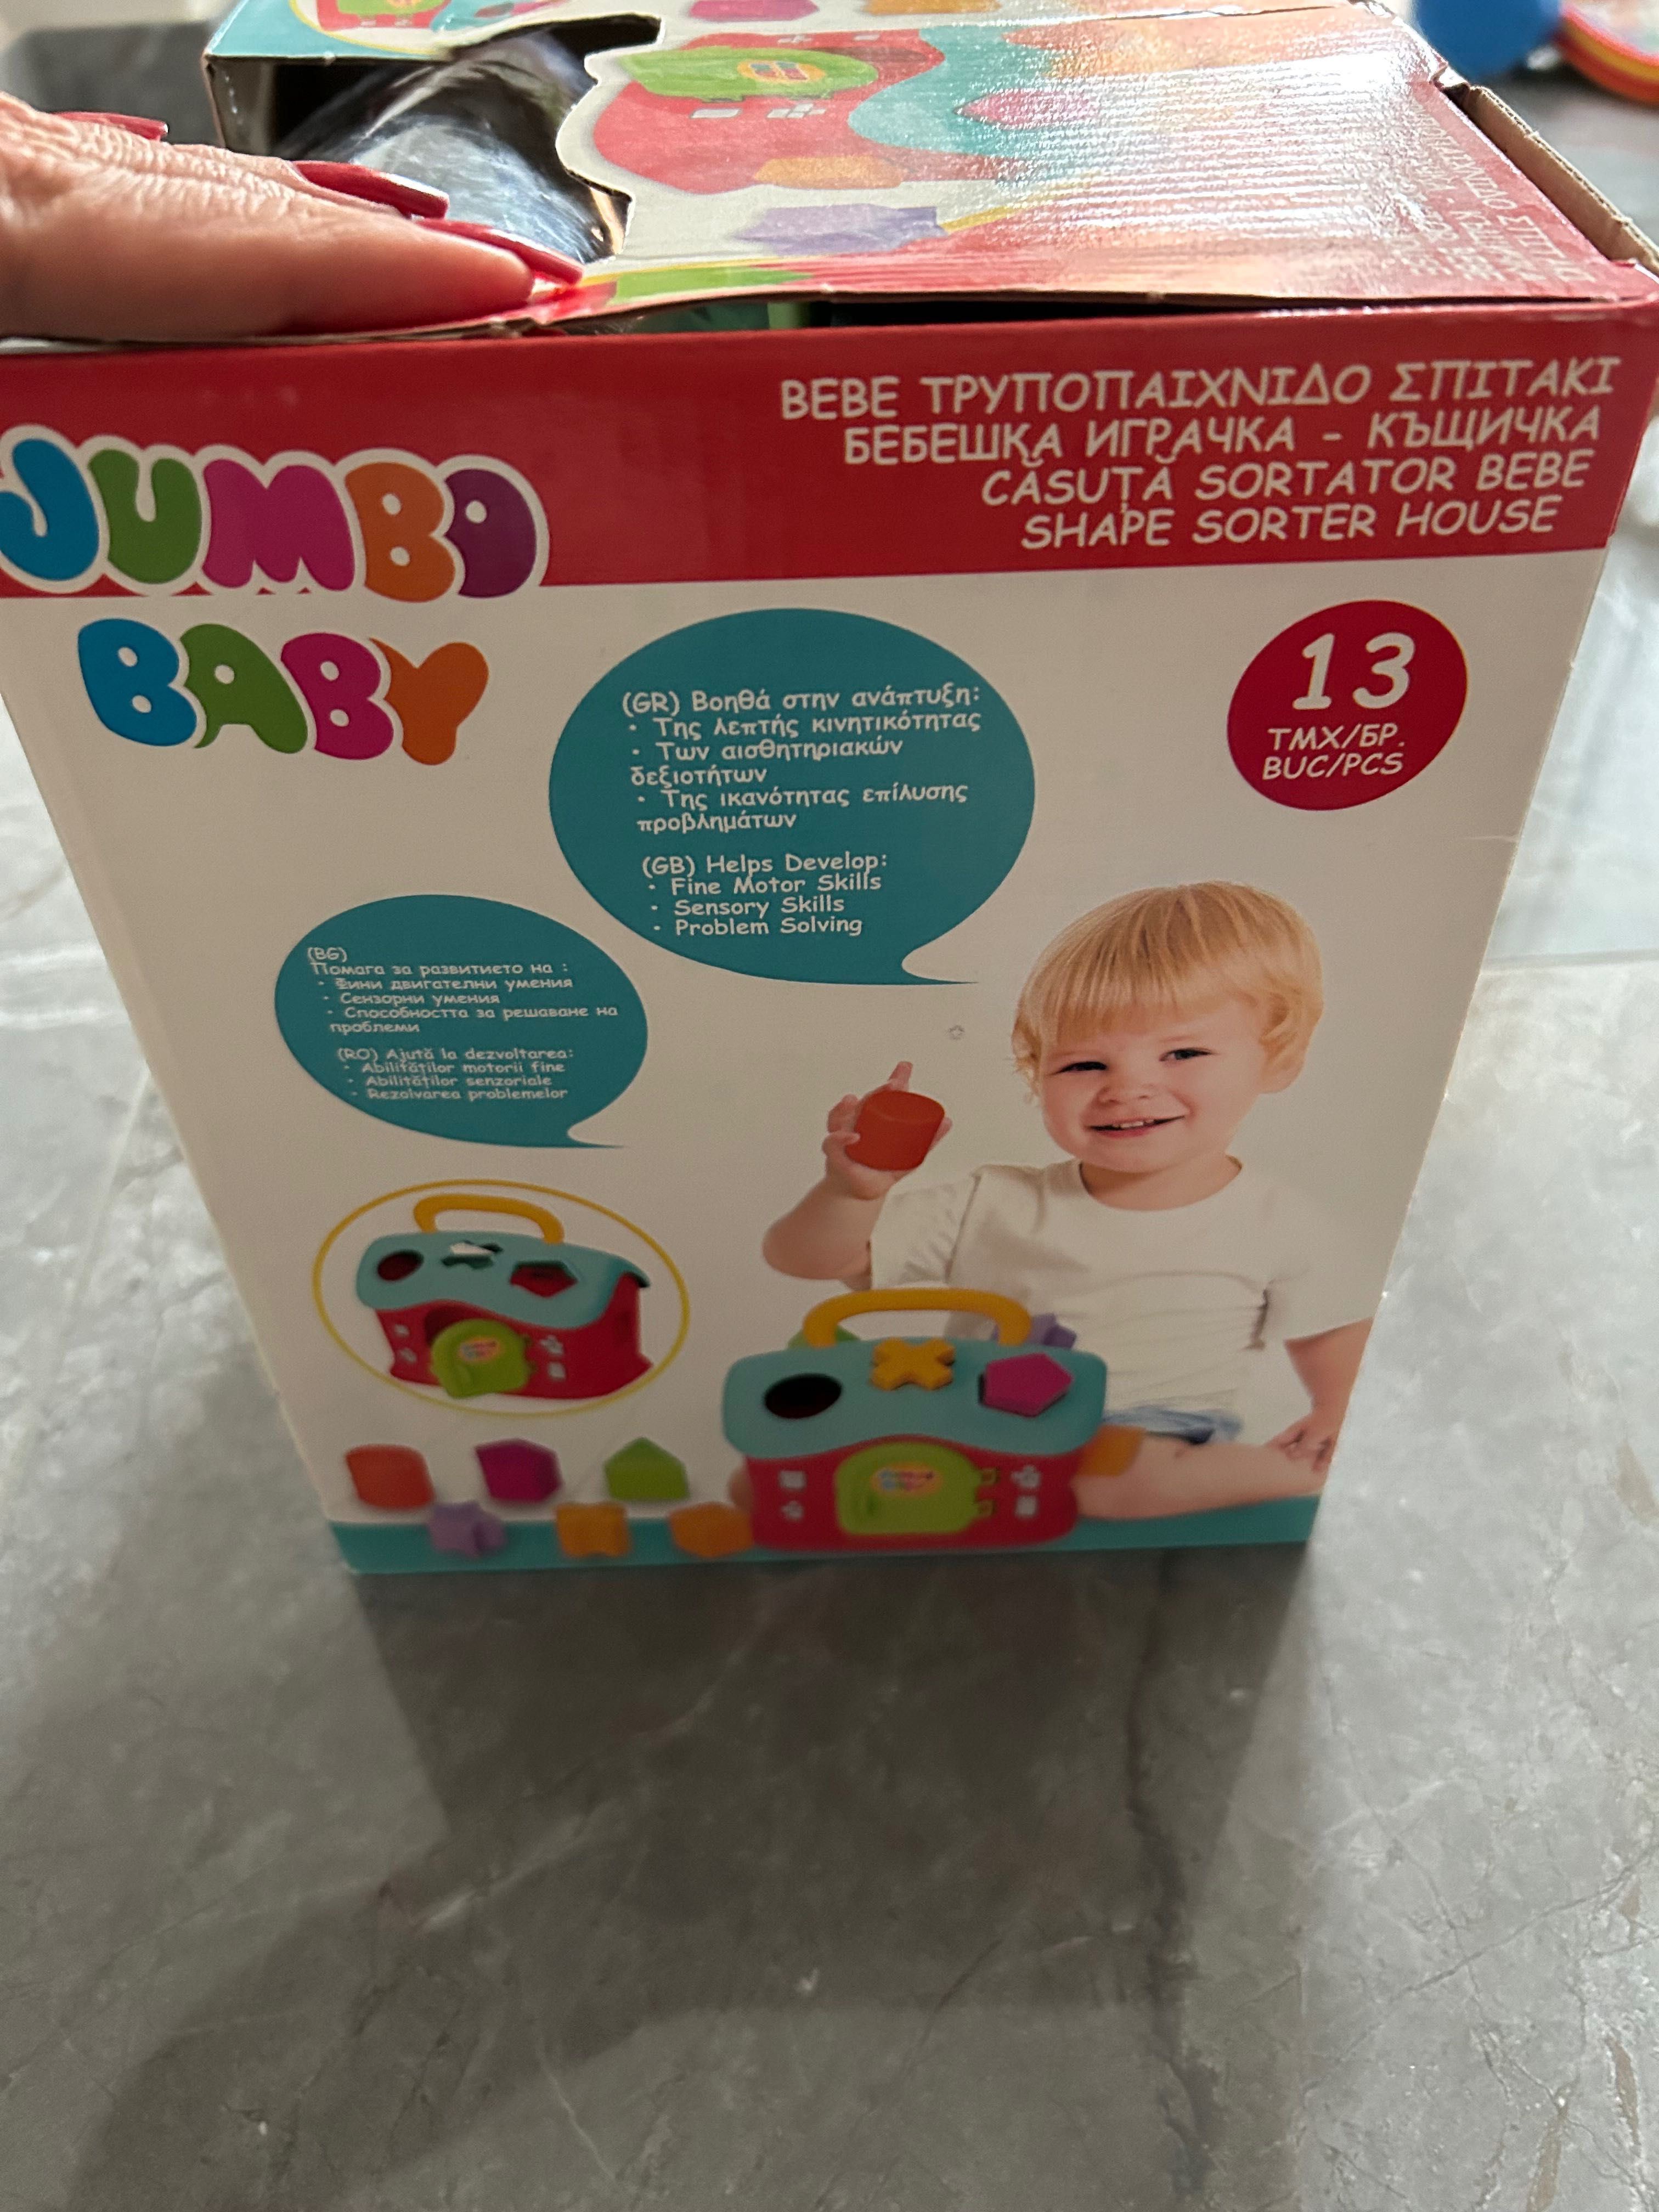 JUMBO
BABY
BEBE ΤΡΥΠΟΠΑΙΧΝΙΔΟ ΣΠΙΤΑΚΙ
БЕБЕШКА ИГРАЧКА - КЪЩИЧКА
CĂSUȚĂ SORTATOR BEBE
SHAPE SORTER HOUSE
13
ΤΜΧ/БР.
BUC/PCS
(GR) Βοηθά στην ανάπτυξη:
• Της λεπτής κινητικότητας
• Των αισθητηριακών
δεξιοτήτων
• Της ικανότητας επίλυσης
προβλημάτων
(GB) Helps Develop:
• Fine Motor Skills
• Sensory Skills
• Problem Solving
(BG)
Помага за развитието на :
• Фини двигателни умения
• Сензорни умения
• Способността за решаване на
проблеми
(RO) Ajută la dezvoltarea:
• Abilităților motorii fine
• Abilităților senzoriale
• Rezolvarea problemelor